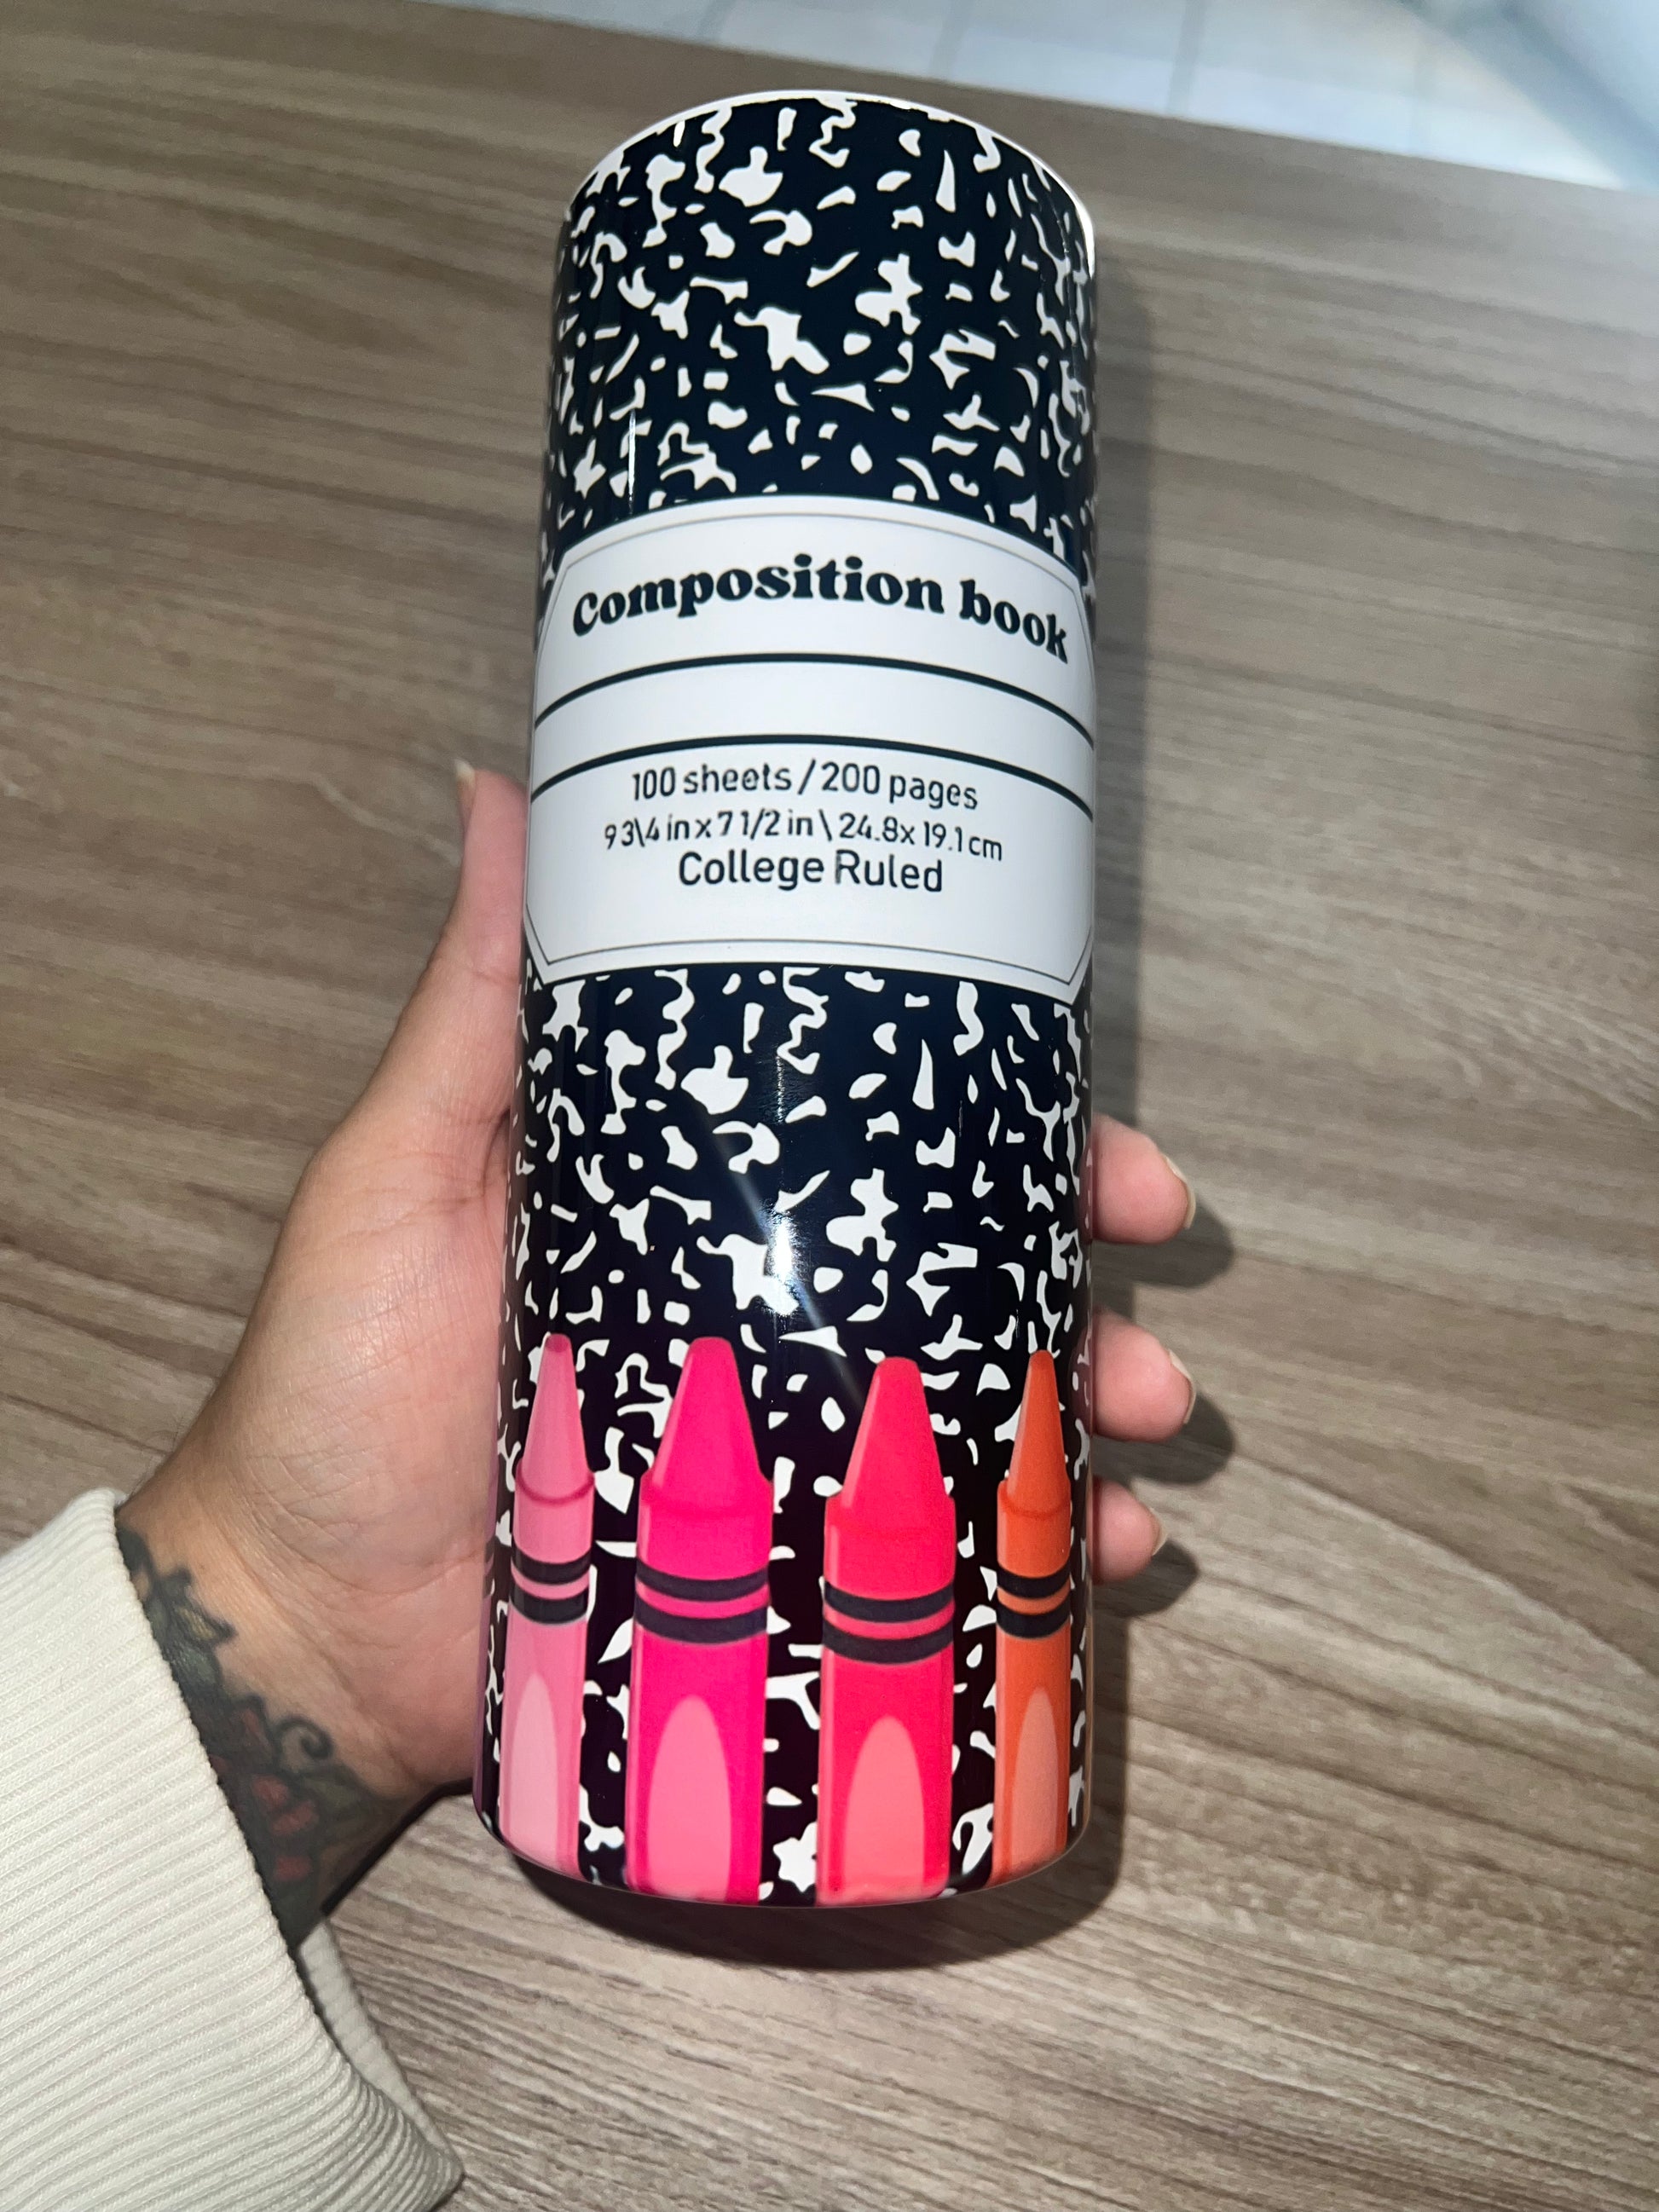 Composition book
100 sheets / 200 pages
9 3\4 in x 7 1/2 in \ 24.8x 19.1 cm
College Ruled